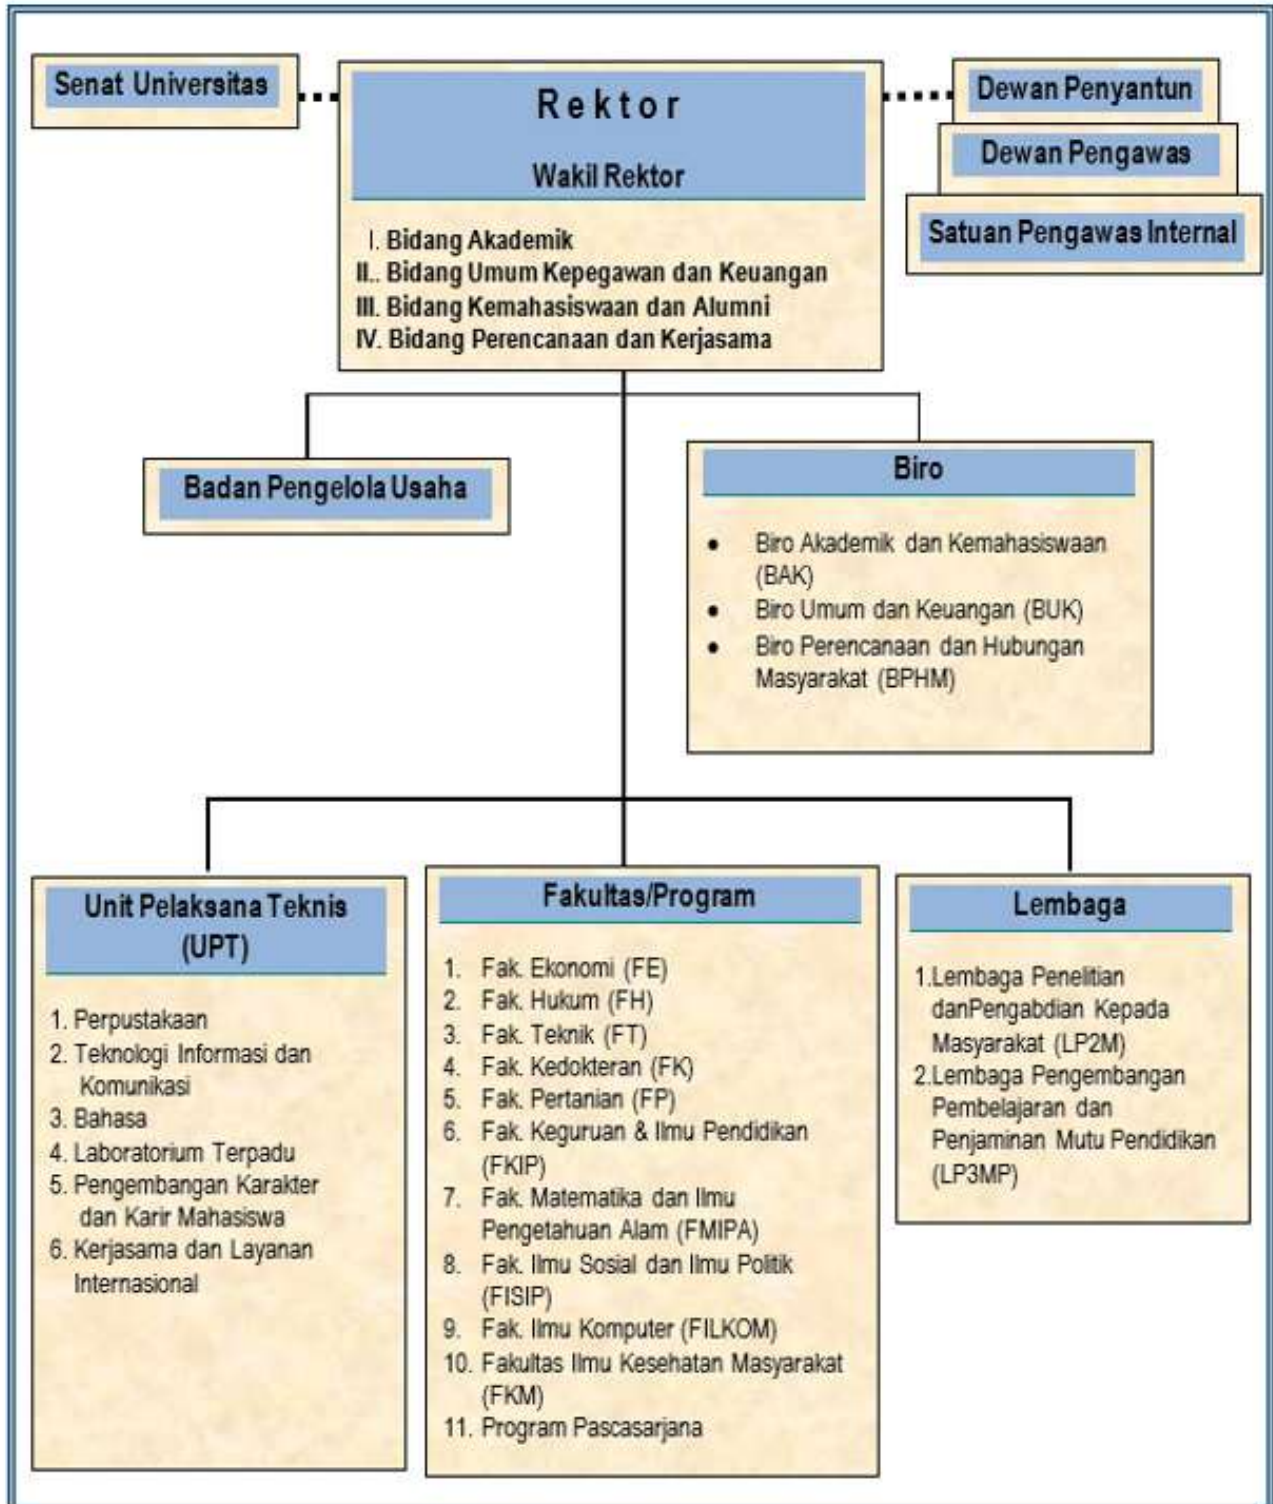 Senat Universitas
Rektor
Wakil Rektor
I. Bidang Akademik
II.. Bidang Umum Kepegawan dan Keuangan
III. Bidang Kemahasiswaan dan Alumni
IV. Bidang Perencanaan dan Kerjasama
Dewan Penyantun
Dewan Pengawas
Satuan Pengawas Internal
Badan Pengelola Usaha
Biro
• Biro Akademik dan Kemahasiswaan
(BAK)
• Biro Umum dan Keuangan (BUK)
• Biro Perencanaan dan Hubungan
Masyarakat (BPHM)
Unit Pelaksana Teknis
(UPT)
1. Perpustakaan
2. Teknologi Informasi dan
Komunikasi
3. Bahasa
4. Laboratorium Terpadu
5. Pengembangan Karakter
dan Karir Mahasiswa
6. Kerjasama dan Layanan
Internasional
Fakultas/Program
1. Fak. Ekonomi (FE)
2. Fak. Hukum (FH)
3. Fak. Teknik (FT)
4. Fak. Kedokteran (FK)
5. Fak. Pertanian (FP)
6. Fak. Keguruan & Ilmu Pendidikan
(FKIP)
7. Fak. Matematika dan Ilmu
Pengetahuan Alam (FMIPA)
8. Fak. Ilmu Sosial dan Ilmu Politik
(FISIP)
9. Fak. Ilmu Komputer (FILKOM)
10. Fakultas Ilmu Kesehatan Masyarakat
(FKM)
11. Program Pascasarjana
Lembaga
1.Lembaga Penelitian
danPengabdian Kepada
Masyarakat (LP2M)
2.Lembaga Pengembangan
Pembelajaran dan
Penjaminan Mutu Pendidikan
(LP3MP)